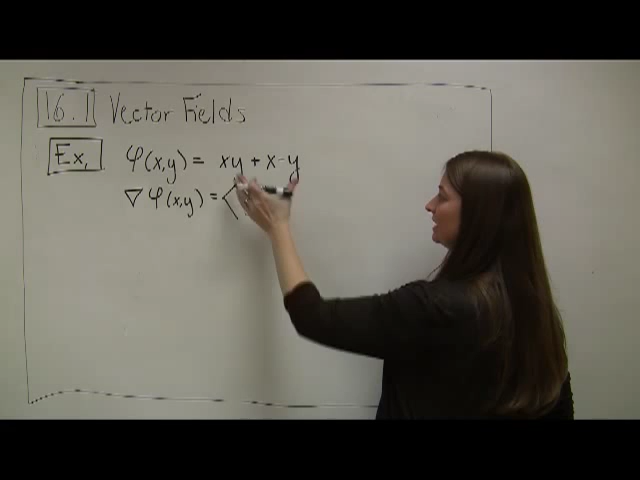 16.1 Vector Fields
Ex, φ(x,y) = xy + x - y
∇ φ(x,y) = <